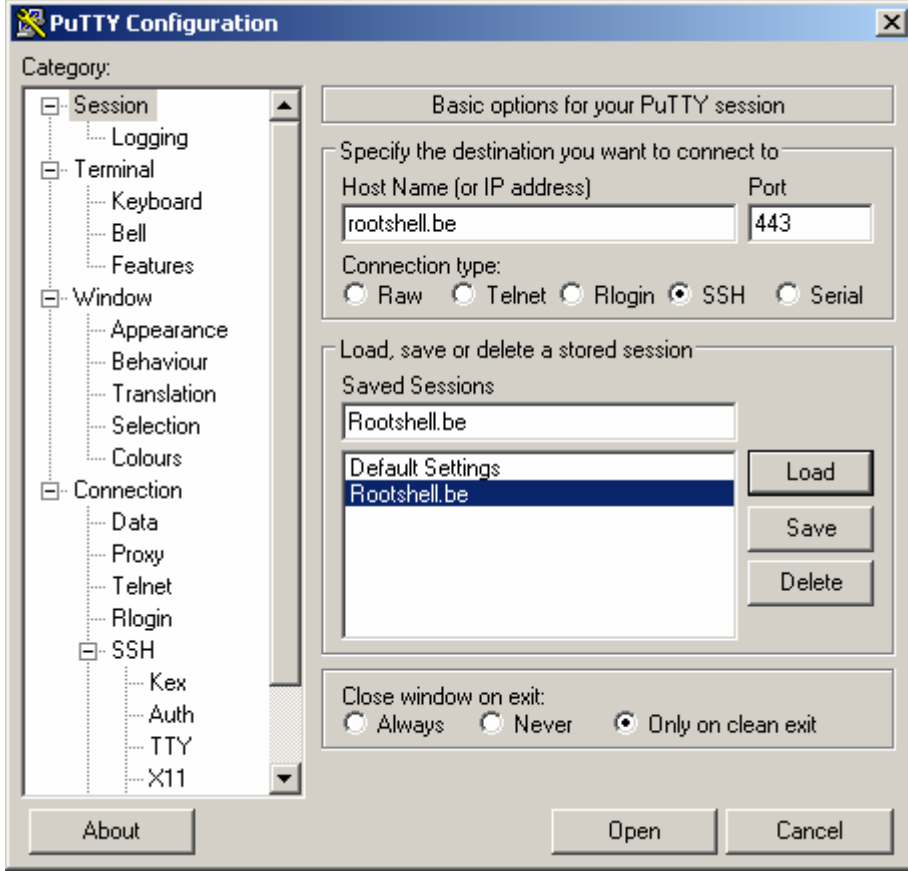 PuTTY Configuration
Category:
Session
Logging
Terminal
Keyboard
Bell
Features
Window
Appearance
Behaviour
Translation
Selection
Colours
Connection
Data
Proxy
Telnet
Rlogin
SSH
Kex
Auth
TTY
X11
Basic options for your PuTTY session
Specify the destination you want to connect to
Host Name (or IP address) Port
rootshell.be 443
Connection type:
Raw Telnet Rlogin SSH Serial
Load, save or delete a stored session
Saved Sessions
Rootshell.be
Default Settings
Rootshell.be
Load
Save
Delete
Close window on exit:
Always Never Only on clean exit
About Open Cancel